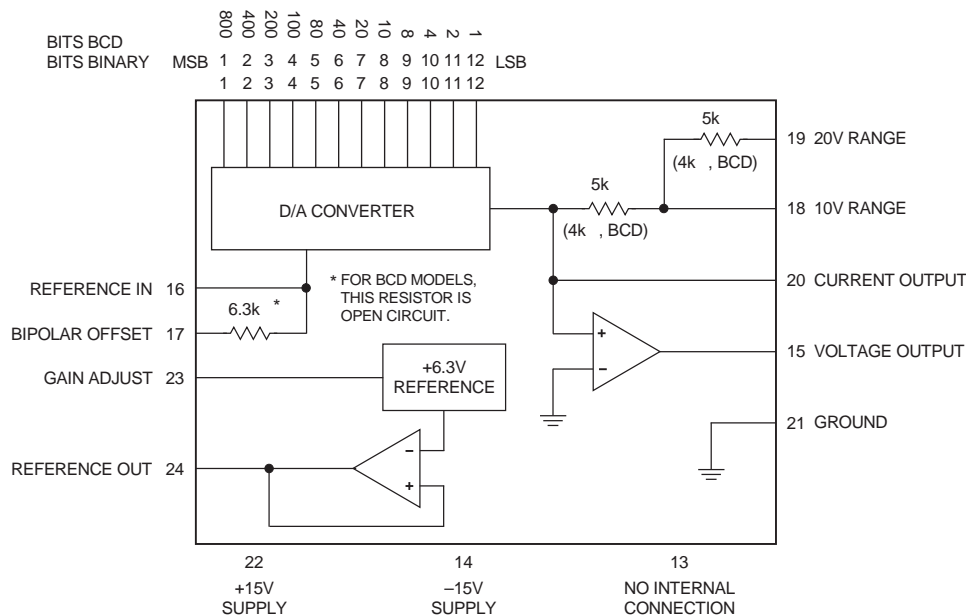 BITS BCD 800 400 200 100 80 40 20 10 8 4 2 1
BITS BINARY MSB 1 2 3 4 5 6 7 8 9 10 11 12 LSB
1 2 3 4 5 6 7 8 9 10 11 12
5k
19 20V RANGE
(4k , BCD)
D/A CONVERTER
5k
18 10V RANGE
(4k , BCD)
REFERENCE IN 16
* FOR BCD MODELS,
THIS RESISTOR IS
OPEN CIRCUIT.
20 CURRENT OUTPUT
6.3k *
BIPOLAR OFFSET 17
+
–
15 VOLTAGE OUTPUT
GAIN ADJUST 23
+6.3V
REFERENCE
21 GROUND
REFERENCE OUT 24
–
+
22
+15V
SUPPLY
14
–15V
SUPPLY
13
NO INTERNAL
CONNECTION